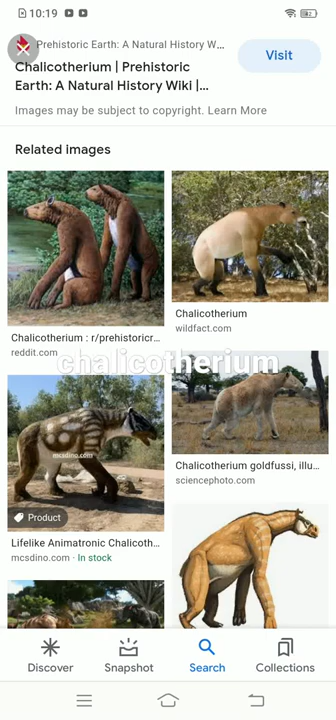 10:19
Prehistoric Earth: A Natural History W...
Chalicotherium | Prehistoric
Earth: A Natural History Wiki |...
Visit
Images may be subject to copyright. Learn More
Related images
Chalicotherium : r/prehistoricr...
reddit.com
Chalicotherium
wildfact.com
chalicotherium
mcsdino.com
Product
Lifelike Animatronic Chalicoth...
mcsdino.com · In stock
Chalicotherium goldfussi, illu...
sciencephoto.com
Discover
Snapshot
Search
Collections